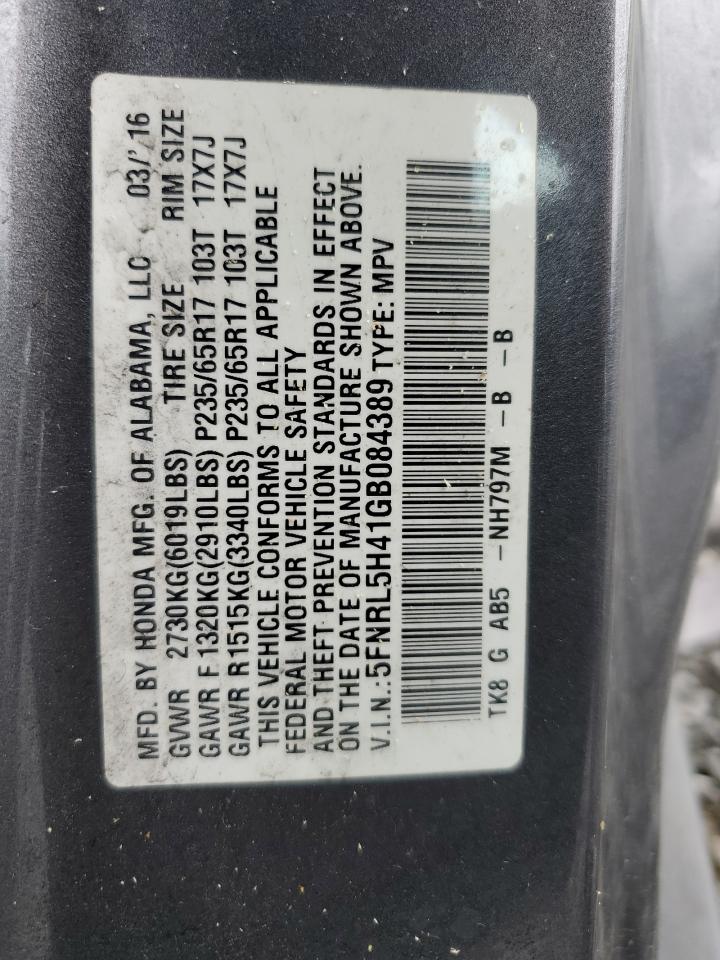 MFD. BY HONDA MFG. OF ALABAMA, LLC 03/' 16
GVWR 2730KG(6019LBS) TIRE SIZE RIM SIZE
GAWR F 1320KG(2910LBS) P235/65R17 103T 17X7J
GAWR R1515KG(3340LBS) P235/65R17 103T 17X7J
THIS VEHICLE CONFORMS TO ALL APPLICABLE
FEDERAL MOTOR VEHICLE SAFETY
AND THEFT PREVENTION STANDARDS IN EFFECT
ON THE DATE OF MANUFACTURE SHOWN ABOVE.
V.I.N.:5FNRL5H41GB084389 TYPE: MPV
TK8 G AB5 -NH797M -B -B